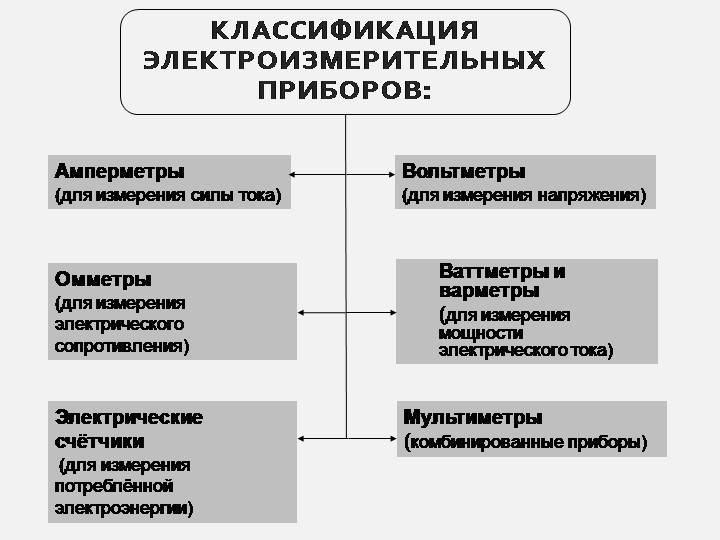 КЛАССИФИКАЦИЯ
ЭЛЕКТРОИЗМЕРИТЕЛЬНЫХ
ПРИБОРОВ:
Амперметры
(для измерения силы тока)
Вольтметры
(для измерения напряжения)
Омметры
(для измерения
электрического
сопротивления)
Ваттметры и
варметры
(для измерения
мощности
электрического тока)
Электрические
счётчики
(для измерения
потреблённой
электроэнергии)
Мультиметры
(комбинированные приборы)